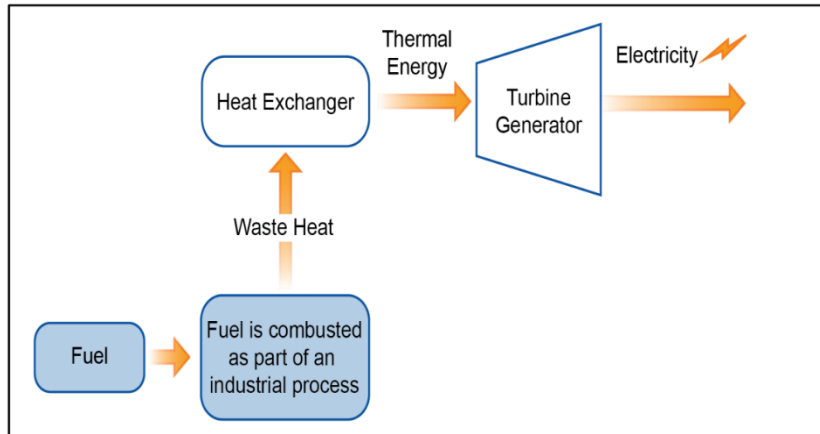 Thermal
Energy
Electricity
Heat Exchanger
Turbine
Generator
Waste Heat
Fuel
Fuel is combusted
as part of an
industrial process